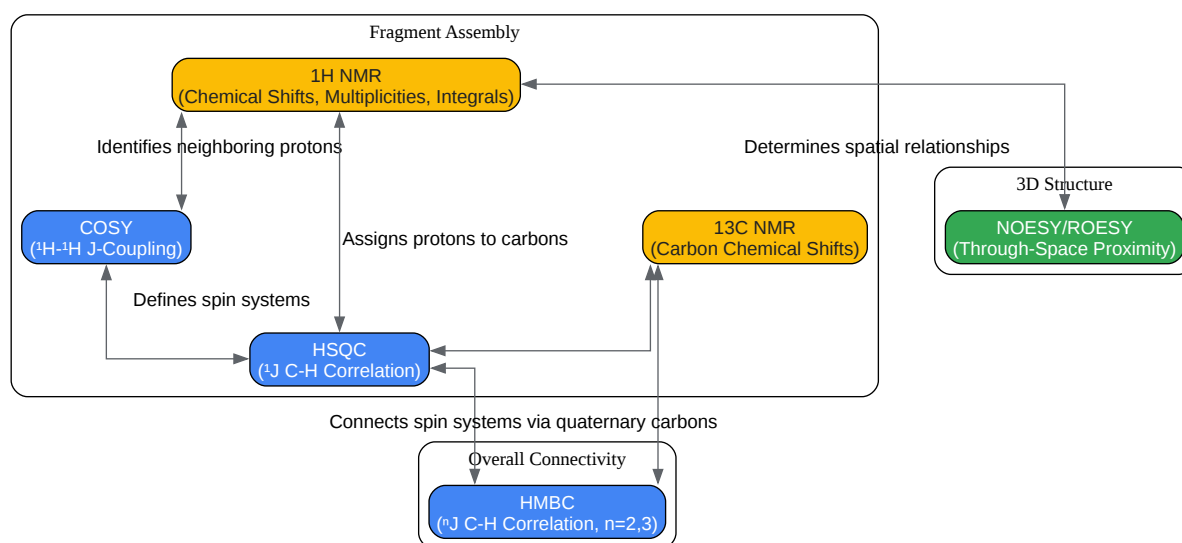 Fragment Assembly
1H NMR
(Chemical Shifts, Multiplicities, Integrals)
Identifies neighboring protons
Determines spatial relationships
3D Structure
COSY
(¹H-¹H J-Coupling)
Assigns protons to carbons
13C NMR
(Carbon Chemical Shifts)
NOESY/ROESY
(Through-Space Proximity)
Defines spin systems
HSQC
(¹J C-H Correlation)
Connects spin systems via quaternary carbons
Overall Connectivity
HMBC
(ⁿJ C-H Correlation, n=2,3)